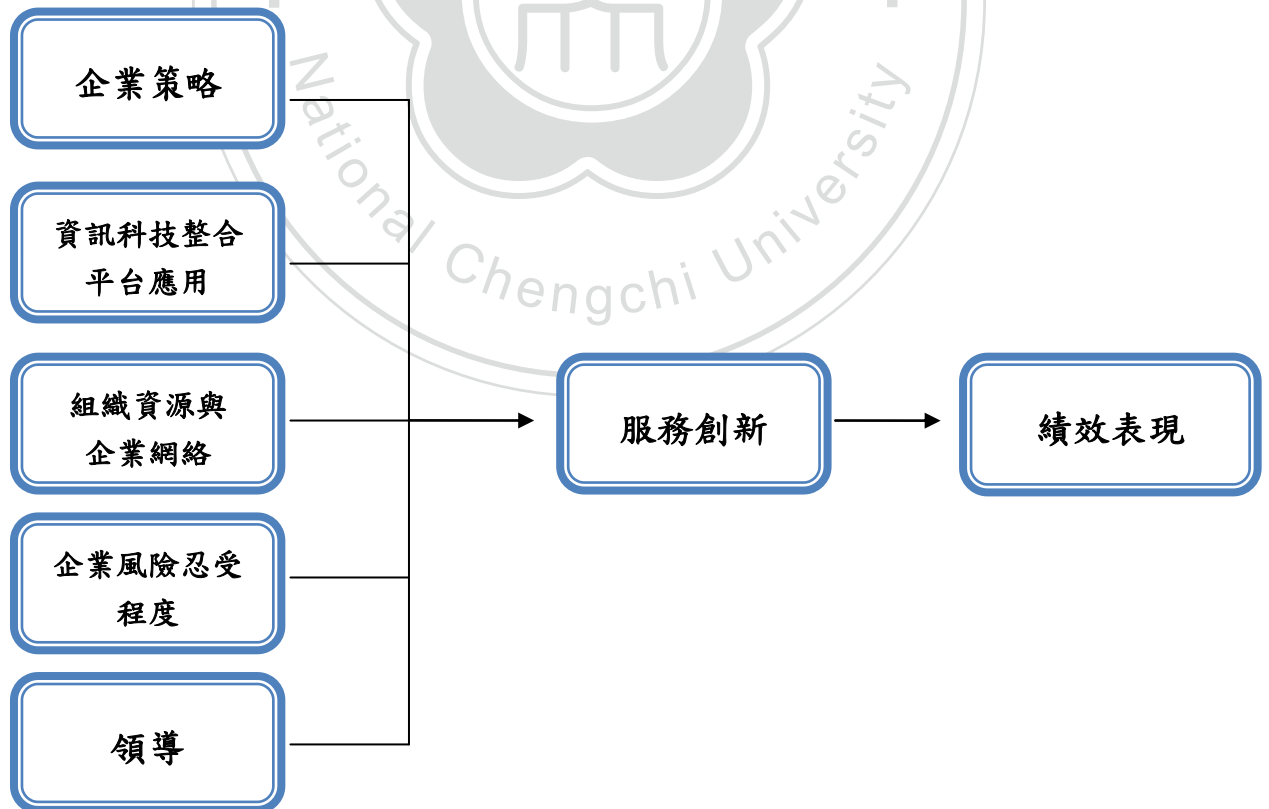 企業策略
資訊科技整合
平台應用
組織資源與
企業網絡
企業風險忍受
程度
領導
服務創新
績效表現
National Chengchi University